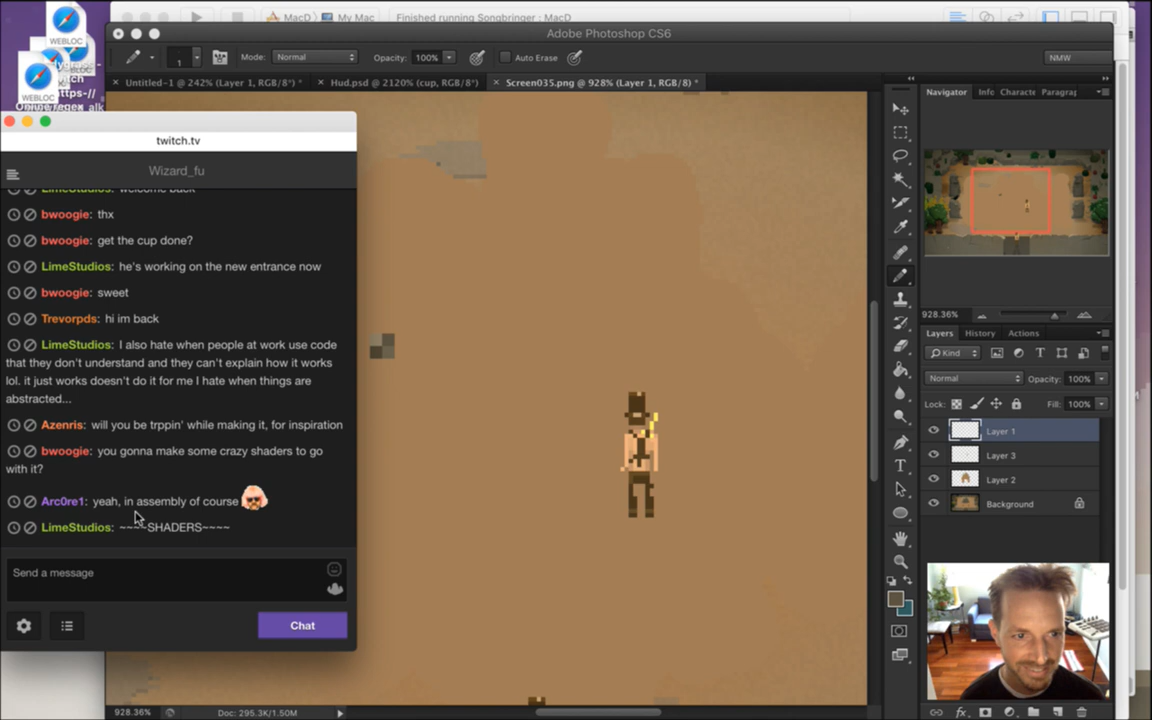 MacD
My Mac
Finished running Songbringer : MacD
WEBLOC
WEBLOC
Adobe Photoshop CS6
1
Mode:
Normal
Opacity:
100%
Auto Erase
NMW
Untitled-1 @ 242% (Layer 1, RGB/8*) *
Hud.psd @ 2120% (cup, RGB/8*)
Screen035.png @ 928% (Layer 1, RGB/8) *
twitch.tv
Wizard_fu
LimeStudios: welcome back
bwoogie: thx
bwoogie: get the cup done?
LimeStudios: he's working on the new entrance now
bwoogie: sweet
Trevorpds: hi im back
LimeStudios: I also hate when people at work use code
that they don't understand and they can't explain how it works
lol. it just works doesn't do it for me I hate when things are
abstracted...
Azenris: will you be trppin' while making it, for inspiration
bwoogie: you gonna make some crazy shaders to go
with it?
Arc0re1: yeah, in assembly of course
LimeStudios: ~~~~SHADERS~~~~
Send a message
Chat
Navigator
Info
Characte
Paragrap
928.36%
Layers
History
Actions
Kind
Normal
Opacity:
100%
Lock:
Fill:
100%
Layer 1
Layer 3
Layer 2
Background
928.36%
Doc: 295.3K/1.50M